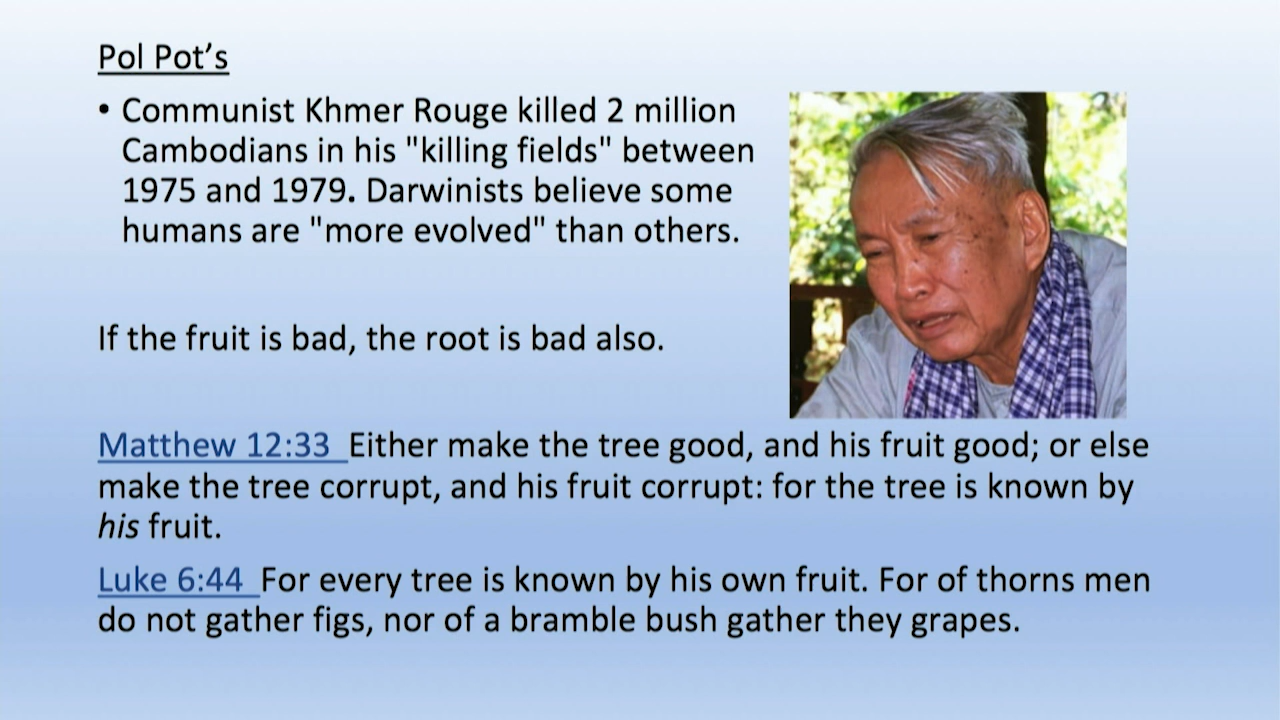 Pol Pot’s
• Communist Khmer Rouge killed 2 million
Cambodians in his "killing fields" between
1975 and 1979. Darwinists believe some
humans are "more evolved" than others.
If the fruit is bad, the root is bad also.
Matthew 12:33 Either make the tree good, and his fruit good; or else
make the tree corrupt, and his fruit corrupt: for the tree is known by
his fruit.
Luke 6:44 For every tree is known by his own fruit. For of thorns men
do not gather figs, nor of a bramble bush gather they grapes.